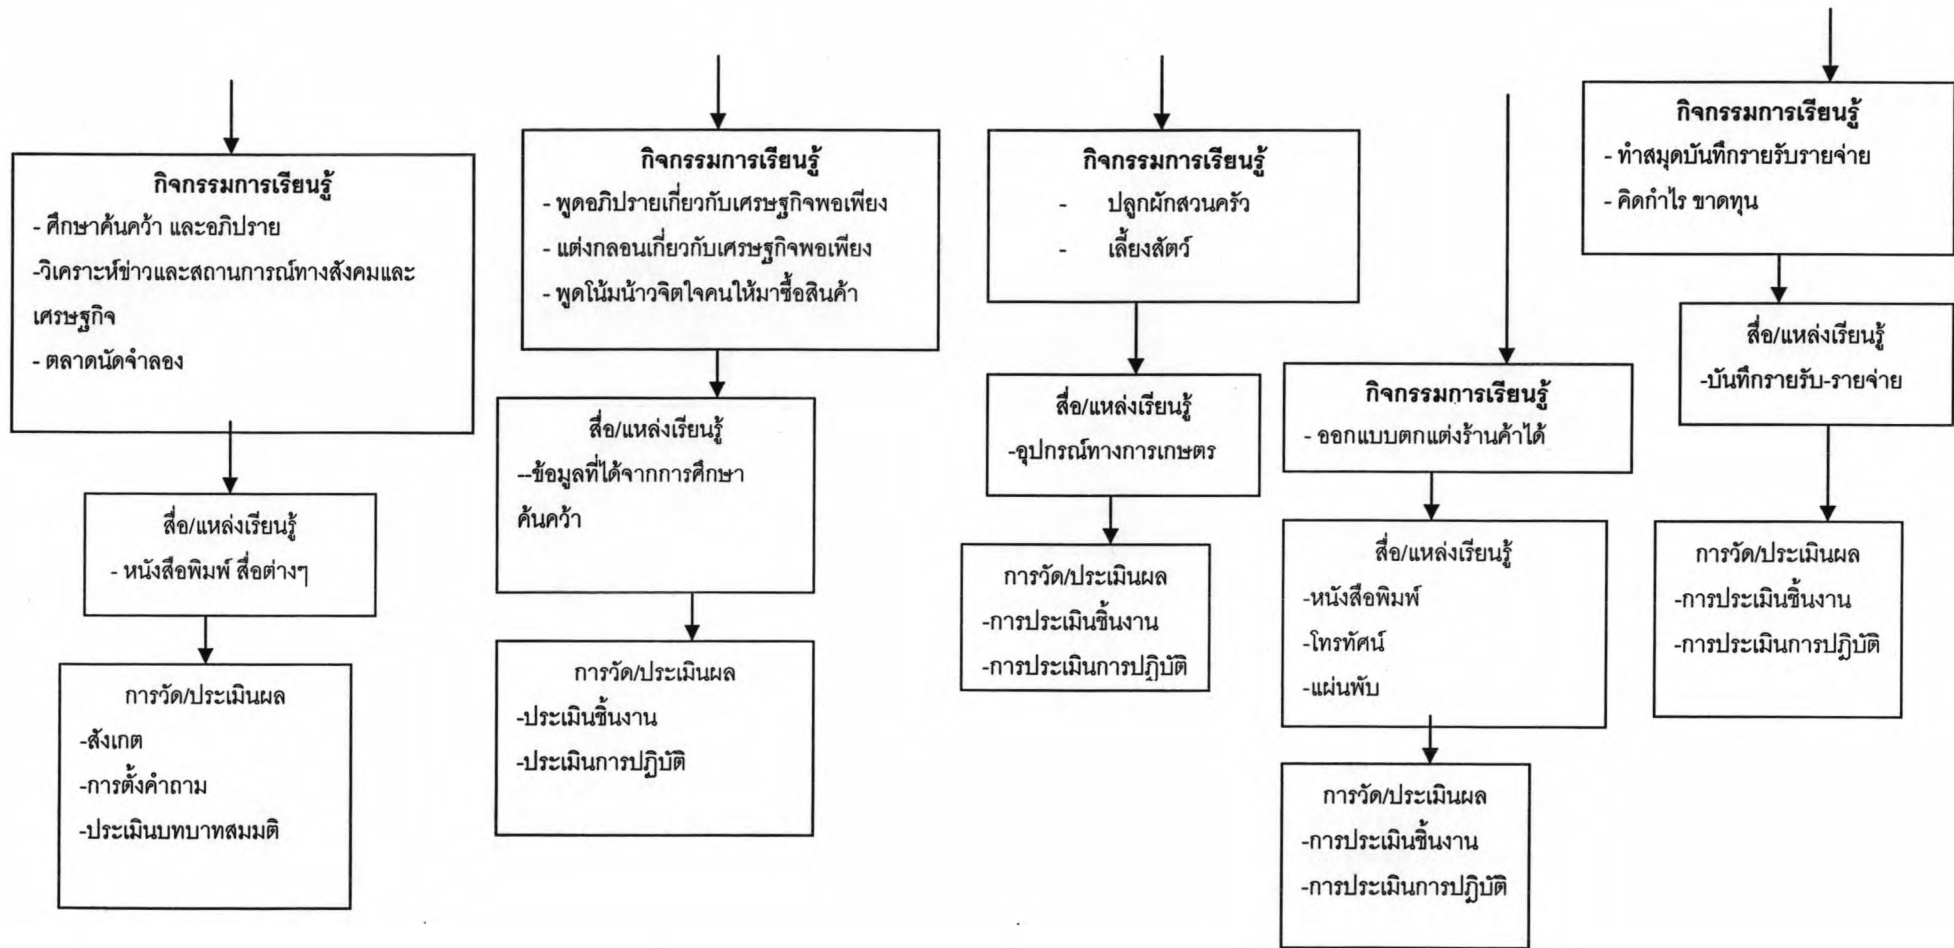 กิจกรรมการเรียนรู้
- ศึกษาค้นคว้า และอภิปราย
-วิเคราะห์ข่าวและสถานการณ์ทางสังคมและ
เศรษฐกิจ
- ตลาดนัดจำลอง
สื่อ/แหล่งเรียนรู้
- หนังสือพิมพ์ สื่อต่างๆ
การวัด/ประเมินผล
-สังเกต
-การตั้งคำถาม
-ประเมินบทบาทสมมติ
กิจกรรมการเรียนรู้
- พูดอภิปรายเกี่ยวกับเศรษฐกิจพอเพียง
- แต่งกลอนเกี่ยวกับเศรษฐกิจพอเพียง
- พูดโน้มน้าวจิตใจคนให้มาซื้อสินค้า
สื่อ/แหล่งเรียนรู้
--ข้อมูลที่ได้จากการศึกษา
ค้นคว้า
การวัด/ประเมินผล
-ประเมินชิ้นงาน
-ประเมินการปฏิบัติ
กิจกรรมการเรียนรู้
- ปลูกผักสวนครัว
- เลี้ยงสัตว์
สื่อ/แหล่งเรียนรู้
-อุปกรณ์ทางการเกษตร
การวัด/ประเมินผล
-การประเมินชิ้นงาน
-การประเมินการปฏิบัติ
กิจกรรมการเรียนรู้
- ออกแบบตกแต่งร้านค้าได้
สื่อ/แหล่งเรียนรู้
-หนังสือพิมพ์
-โทรทัศน์
-แผ่นพับ
การวัด/ประเมินผล
-การประเมินชิ้นงาน
-การประเมินการปฏิบัติ
กิจกรรมการเรียนรู้
- ทำสมุดบันทึกรายรับรายจ่าย
- คิดกำไร ขาดทุน
สื่อ/แหล่งเรียนรู้
-บันทึกรายรับ-รายจ่าย
การวัด/ประเมินผล
-การประเมินชิ้นงาน
-การประเมินการปฏิบัติ